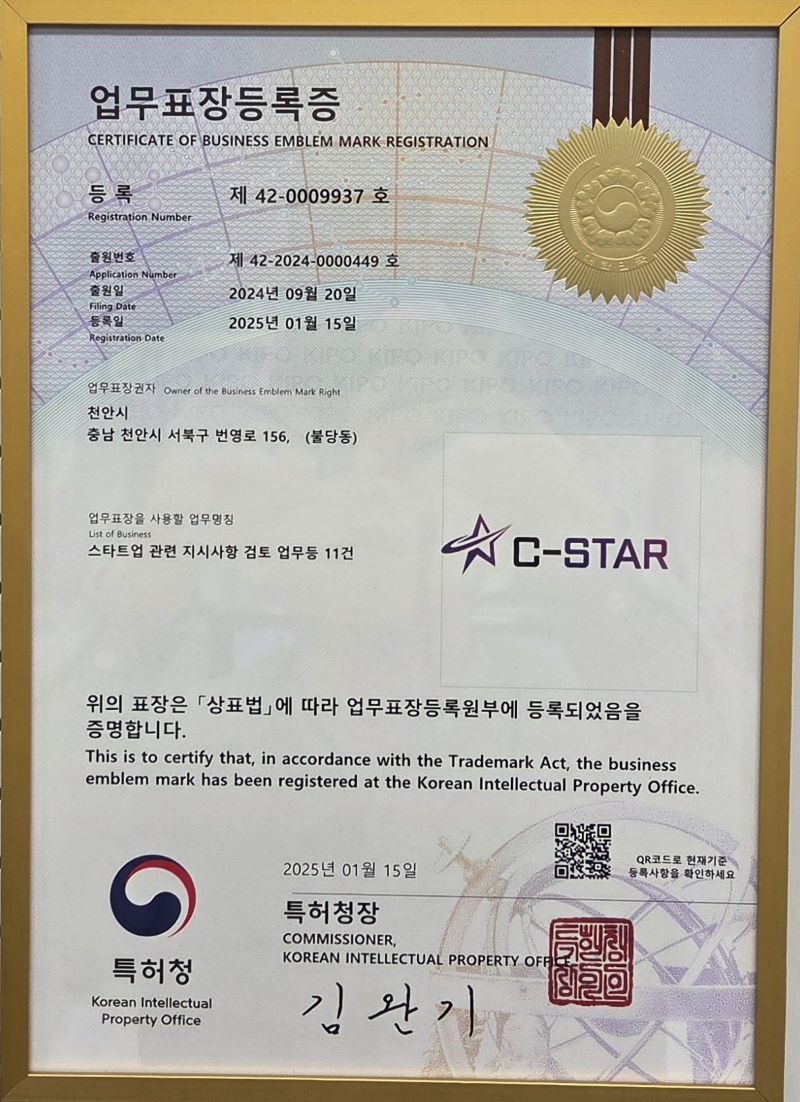 업무표장등록증
CERTIFICATE OF BUSINESS EMBLEM MARK REGISTRATION
등 록 제 42-0009937 호
Registration Number
출원번호 제 42-2024-0000449 호
Application Number
출원일 2024년 09월 20일
Filing Date
등록일 2025년 01월 15일
Registration Date
KIPO KIPO KIPO KIPO KIPO KIPO
업무표장권자 Owner of the Business Emblem Mark Right
천안시
충남 천안시 서북구 번영로 156, (불당동)
업무표장을 사용할 업무명칭
List of Business
스타트업 관련 지시사항 검토 업무등 11건
C-STAR
위의 표장은 「상표법」에 따라 업무표장등록원부에 등록되었음을
증명합니다.
This is to certify that, in accordance with the Trademark Act, the business
emblem mark has been registered at the Korean Intellectual Property Office.
QR코드로 현재기준
등록사항을 확인하세요
2025년 01월 15일
특허청장
COMMISSIONER,
KOREAN INTELLECTUAL PROPERTY OFFICE
김완기
특허청
Korean Intellectual
Property Office